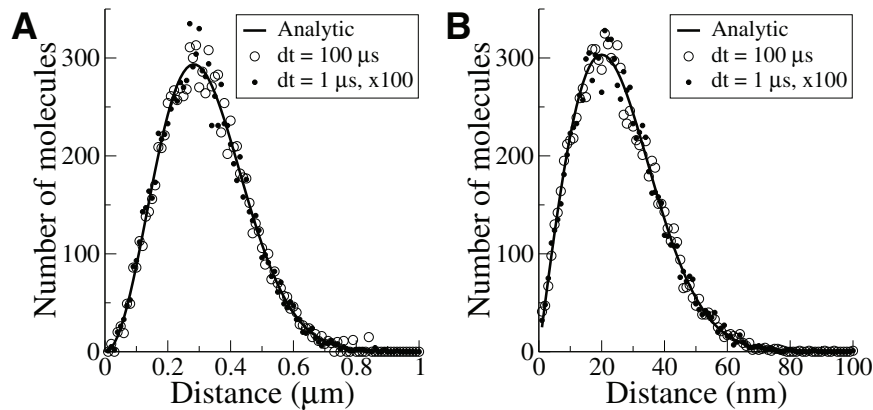 A
Number of molecules
300
200
100
0
0
0.2
0.4
0.6
0.8
1
Distance (μm)
Analytic
dt = 100 μs
dt = 1 μs, x100
B
Number of molecules
300
200
100
0
0
20
40
60
80
100
Distance (nm)
Analytic
dt = 100 μs
dt = 1 μs, x100